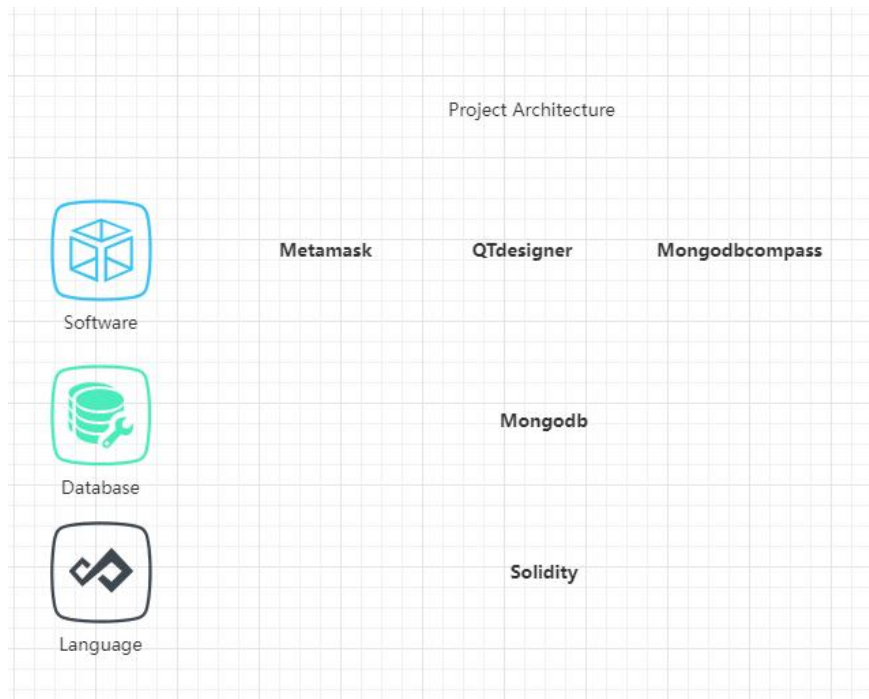 Project Architecture
Metamask QTdesigner Mongodbcompass
Software
Mongodb
Database
Solidity
Language